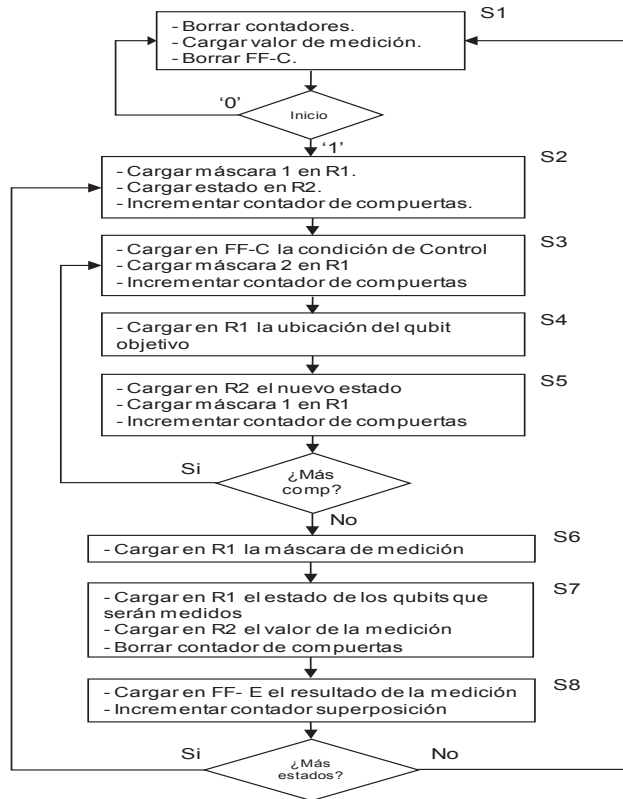 S1
- Borrar contadores.
- Cargar valor de medición.
- Borrar FF-C.
'0'
Inicio
'1'
S2
- Cargar máscara 1 en R1.
- Cargar estado en R2.
- Incrementar contador de compuertas.
S3
- Cargar en FF-C la condición de Control
- Cargar máscara 2 en R1
- Incrementar contador de compuertas
S4
- Cargar en R1 la ubicación del qubit
objetivo
S5
- Cargar en R2 el nuevo estado
- Cargar máscara 1 en R1
- Incrementar contador de compuertas
Si
¿Más
comp?
No
S6
- Cargar en R1 la máscara de medición
S7
- Cargar en R1 el estado de los qubits que
serán medidos
- Cargar en R2 el valor de la medición
- Borrar contador de compuertas
S8
- Cargar en FF- E el resultado de la medición
- Incrementar contador superposición
Si
¿Más
estados?
No